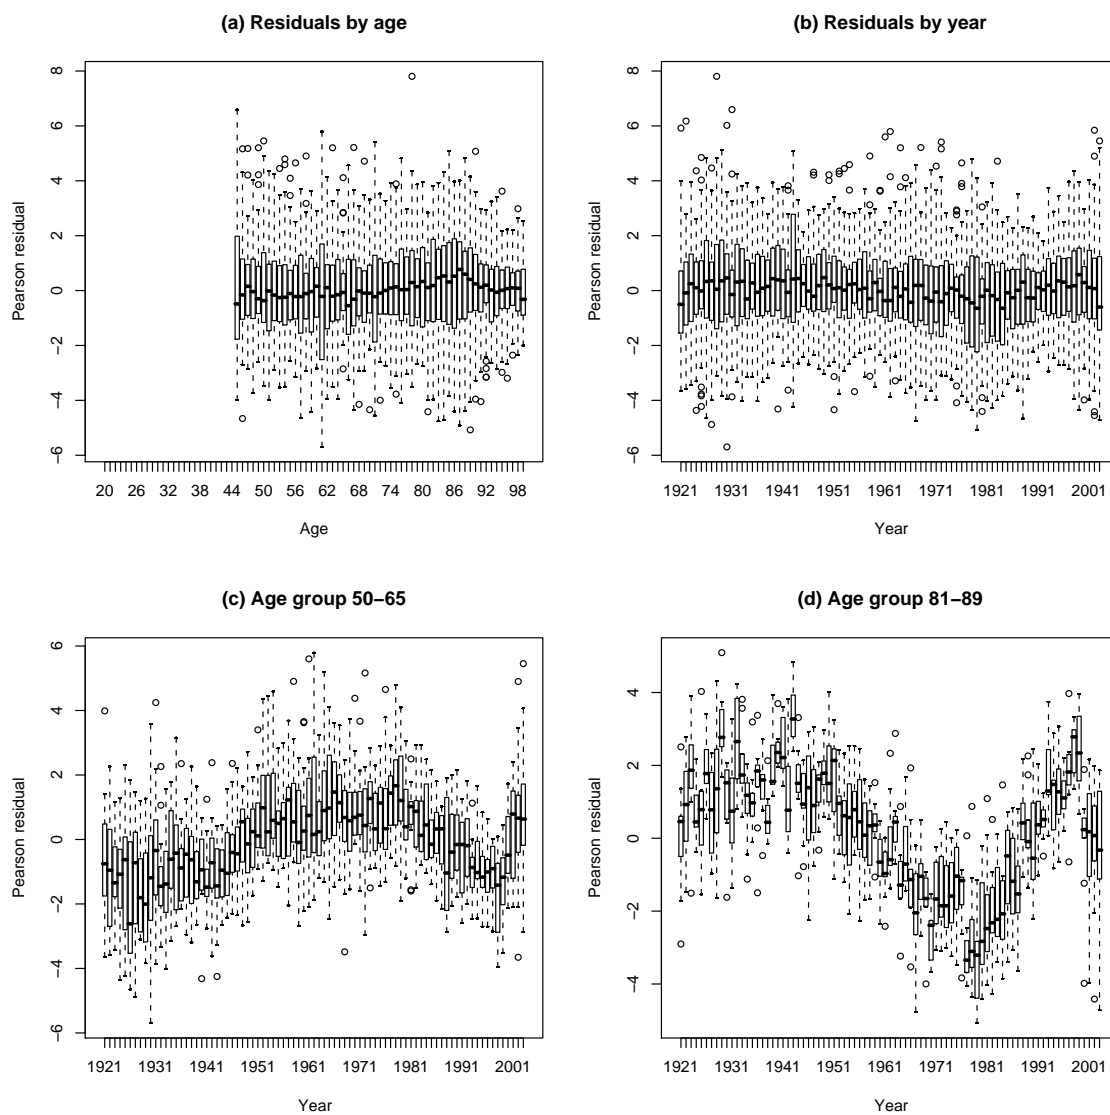 (a) Residuals by age
Pearson residual
8
6
4
2
0
−2
−4
−6
20 26 32 38 44 50 56 62 68 74 80 86 92 98
Age
(b) Residuals by year
Pearson residual
8
6
4
2
0
−2
−4
−6
1921 1931 1941 1951 1961 1971 1981 1991 2001
Year
(c) Age group 50−65
Pearson residual
6
4
2
0
−2
−4
−6
1921 1931 1941 1951 1961 1971 1981 1991 2001
Year
(d) Age group 81−89
Pearson residual
4
2
0
−2
−4
1921 1931 1941 1951 1961 1971 1981 1991 2001
Year